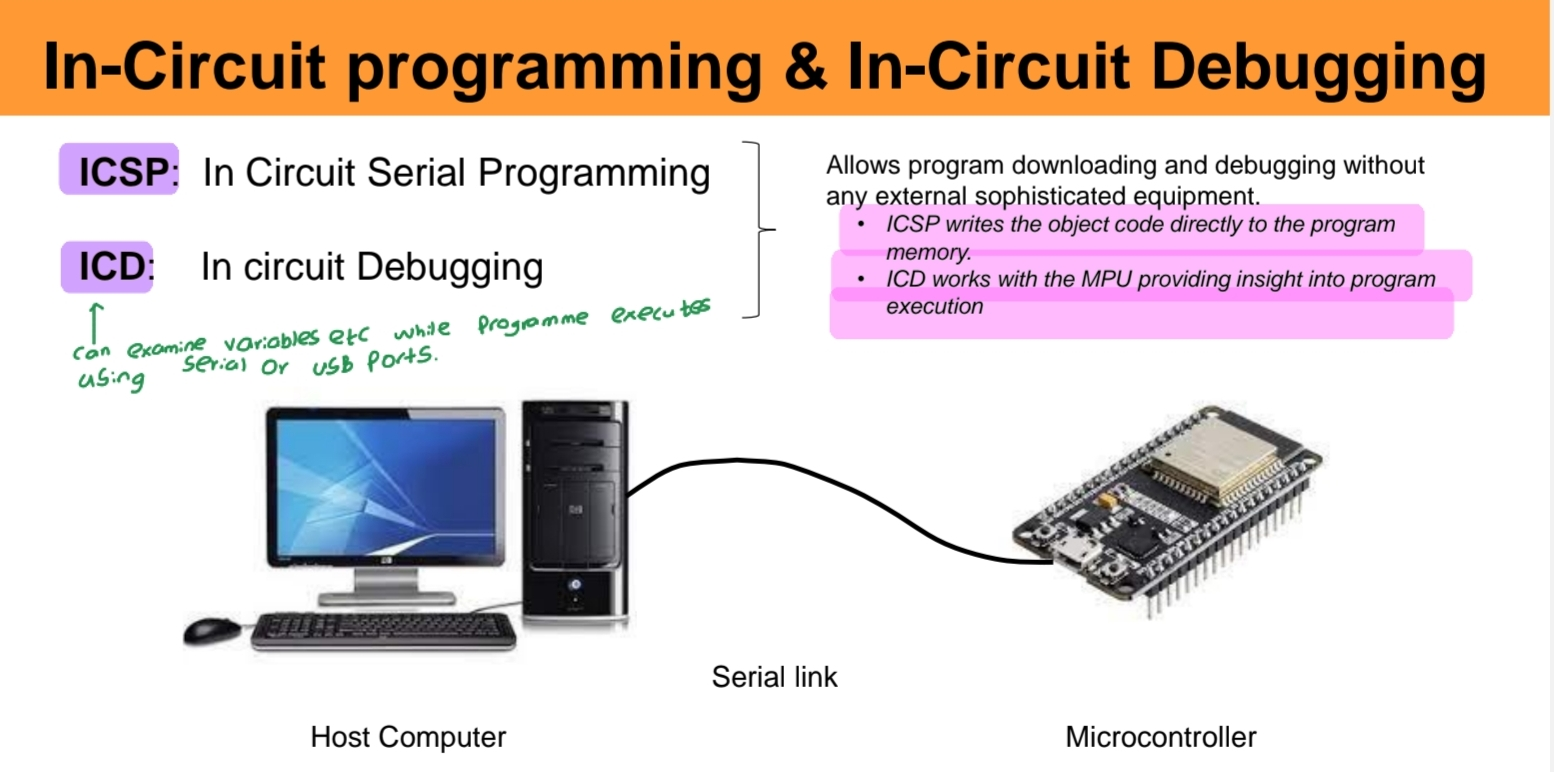 In-Circuit programming & In-Circuit Debugging
ICSP: In Circuit Serial Programming
ICD: In circuit Debugging
can examine variables etc while Programme executes
using serial or USB Ports.
Allows program downloading and debugging without
any external sophisticated equipment.
• ICSP writes the object code directly to the program
memory.
• ICD works with the MPU providing insight into program
execution
hp
hp
Serial link
Host Computer
Microcontroller